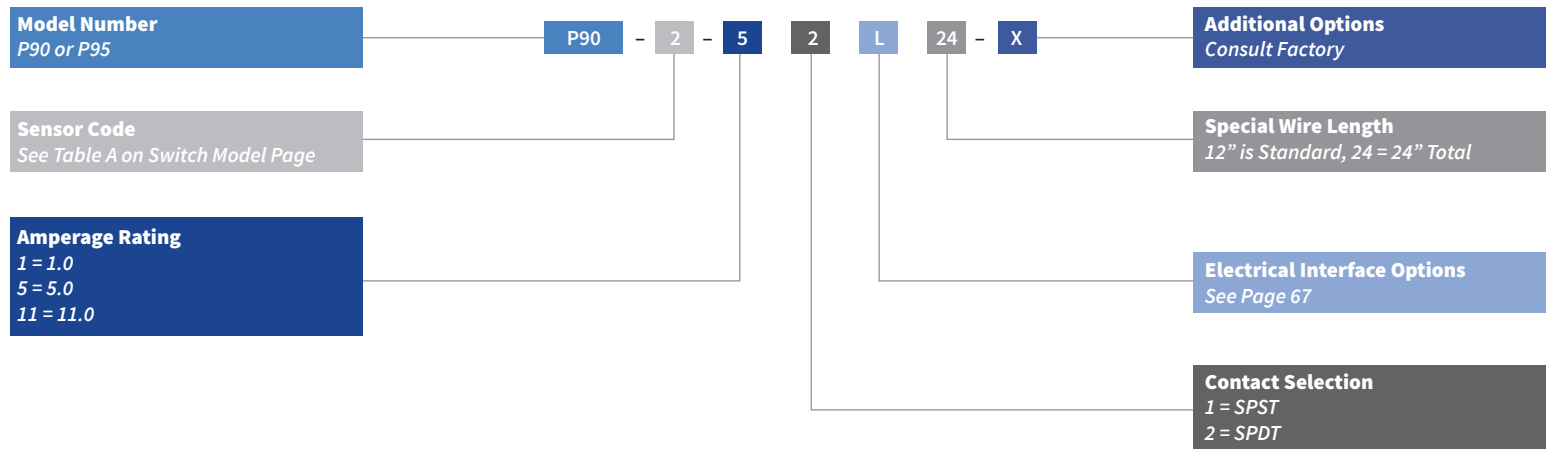 Model Number
P90 or P95
P90 – 2 – 5 2 L 24 – X
Additional Options
Consult Factory
Sensor Code
See Table A on Switch Model Page
Special Wire Length
12” is Standard, 24 = 24” Total
Amperage Rating
1 = 1.0
5 = 5.0
11 = 11.0
Electrical Interface Options
See Page 67
Contact Selection
1 = SPST
2 = SPDT